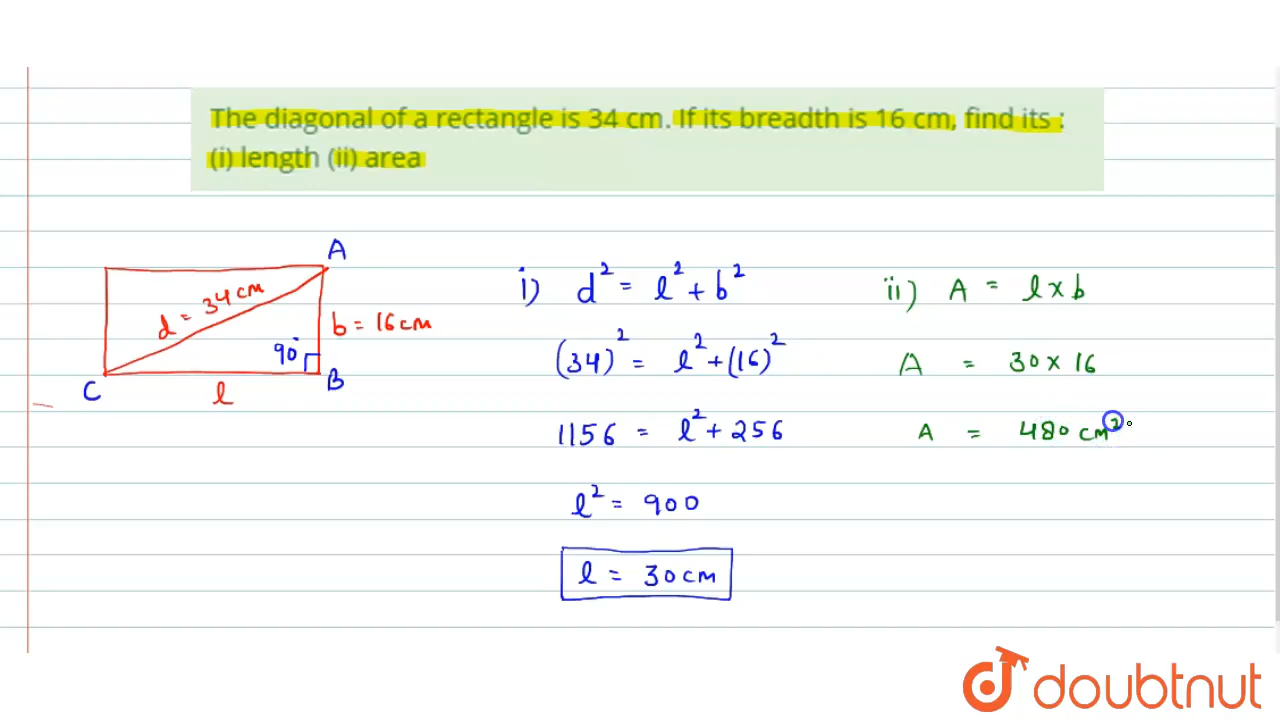 The diagonal of a rectangle is 34 cm. If its breadth is 16 cm, find its :
(i) length (ii) area
A
d = 34 cm
b = 16 cm
90°
C
l
B
i) d² = l² + b²
(34)² = l² + (16)²
1156 = l² + 256
l² = 900
l = 30 cm
ii) A = l × b
A = 30 × 16
A = 480 cm²
doubtnut